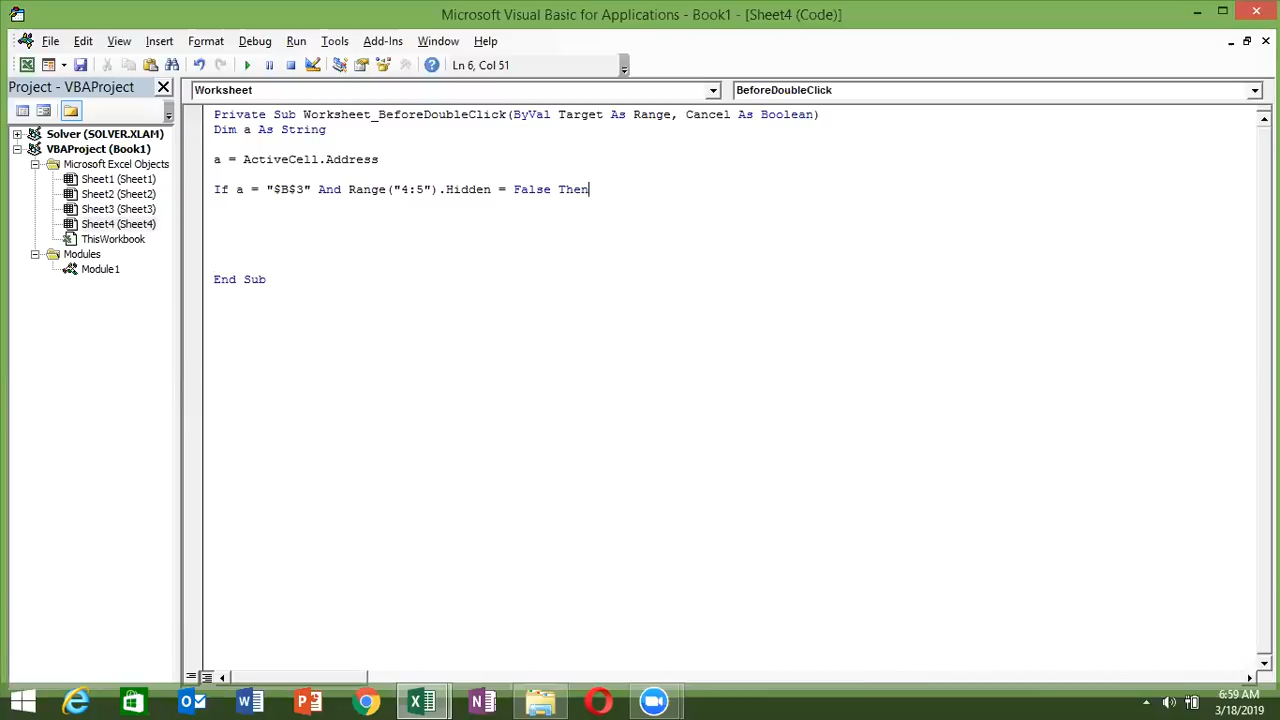 Microsoft Visual Basic for Applications - Book1 - [Sheet4 (Code)]
File Edit View Insert Format Debug Run Tools Add-Ins Window Help
Ln 6, Col 51
Project - VBAProject
Worksheet
BeforeDoubleClick
Solver (SOLVER.XLAM)
VBAProject (Book1)
Microsoft Excel Objects
Sheet1 (Sheet1)
Sheet2 (Sheet2)
Sheet3 (Sheet3)
Sheet4 (Sheet4)
ThisWorkbook
Modules
Module1
Private Sub Worksheet_BeforeDoubleClick(ByVal Target As Range, Cancel As Boolean)
Dim a As String
a = ActiveCell.Address
If a = "$B$3" And Range("4:5").Hidden = False Then
End Sub
6:59 AM
3/18/2019